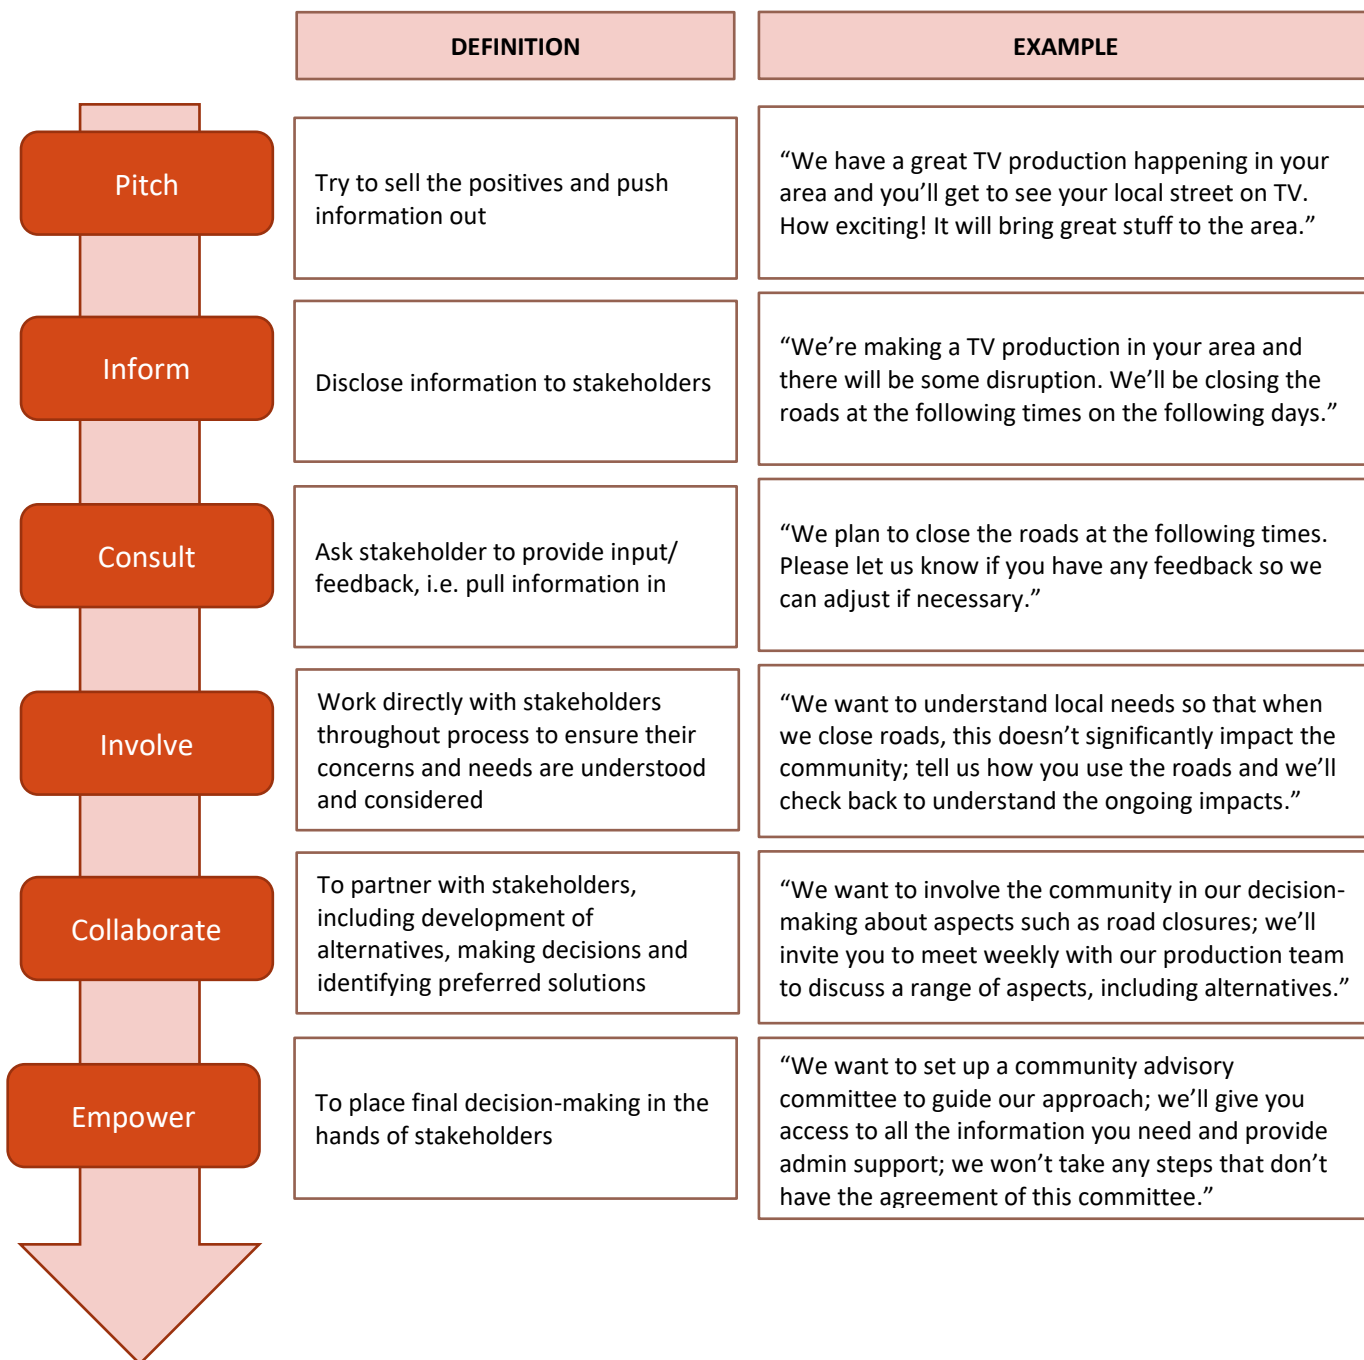 DEFINITION
EXAMPLE
Pitch
Try to sell the positives and push
information out
“We have a great TV production happening in your
area and you’ll get to see your local street on TV.
How exciting! It will bring great stuff to the area.”
Inform
Disclose information to stakeholders
“We’re making a TV production in your area and
there will be some disruption. We’ll be closing the
roads at the following times on the following days.”
Consult
Ask stakeholder to provide input/
feedback, i.e. pull information in
“We plan to close the roads at the following times.
Please let us know if you have any feedback so we
can adjust if necessary.”
Involve
Work directly with stakeholders
throughout process to ensure their
concerns and needs are understood
and considered
“We want to understand local needs so that when
we close roads, this doesn’t significantly impact the
community; tell us how you use the roads and we’ll
check back to understand the ongoing impacts.”
Collaborate
To partner with stakeholders,
including development of
alternatives, making decisions and
identifying preferred solutions
“We want to involve the community in our decision-
making about aspects such as road closures; we’ll
invite you to meet weekly with our production team
to discuss a range of aspects, including alternatives.”
Empower
To place final decision-making in the
hands of stakeholders
“We want to set up a community advisory
committee to guide our approach; we’ll give you
access to all the information you need and provide
admin support; we won’t take any steps that don’t
have the agreement of this committee.”